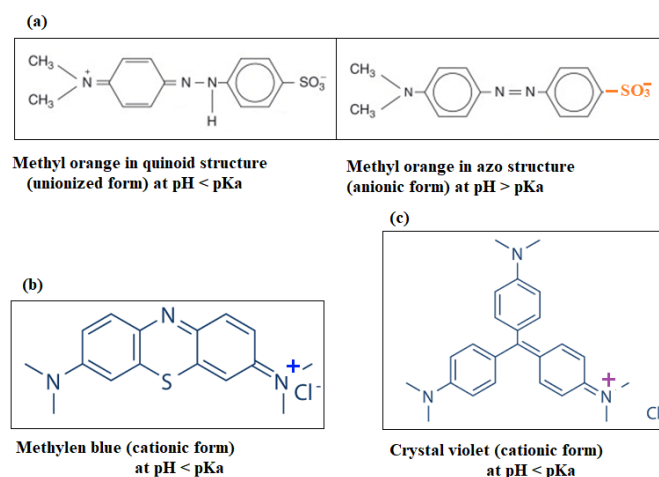 (a)
CH₃
CH₃
N⁺
N
N
H
SO₃⁻
CH₃
CH₃
N
N
N
SO₃⁻
Methyl orange in quinoid structure
(unionized form) at pH < pKa
Methyl orange in azo structure
(anionic form) at pH > pKa
(b)
N
N
S
N
+
Cl⁻
Methylen blue (cationic form)
at pH < pKa
(c)
N
N
N
+
Cl
Crystal violet (cationic form)
at pH < pKa